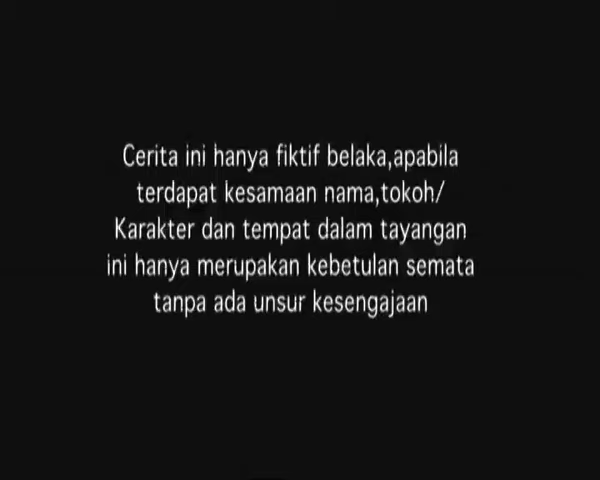 Cerita ini hanya fiktif belaka,apabila
terdapat kesamaan nama,tokoh/
Karakter dan tempat dalam tayangan
ini hanya merupakan kebetulan semata
tanpa ada unsur kesengajaan